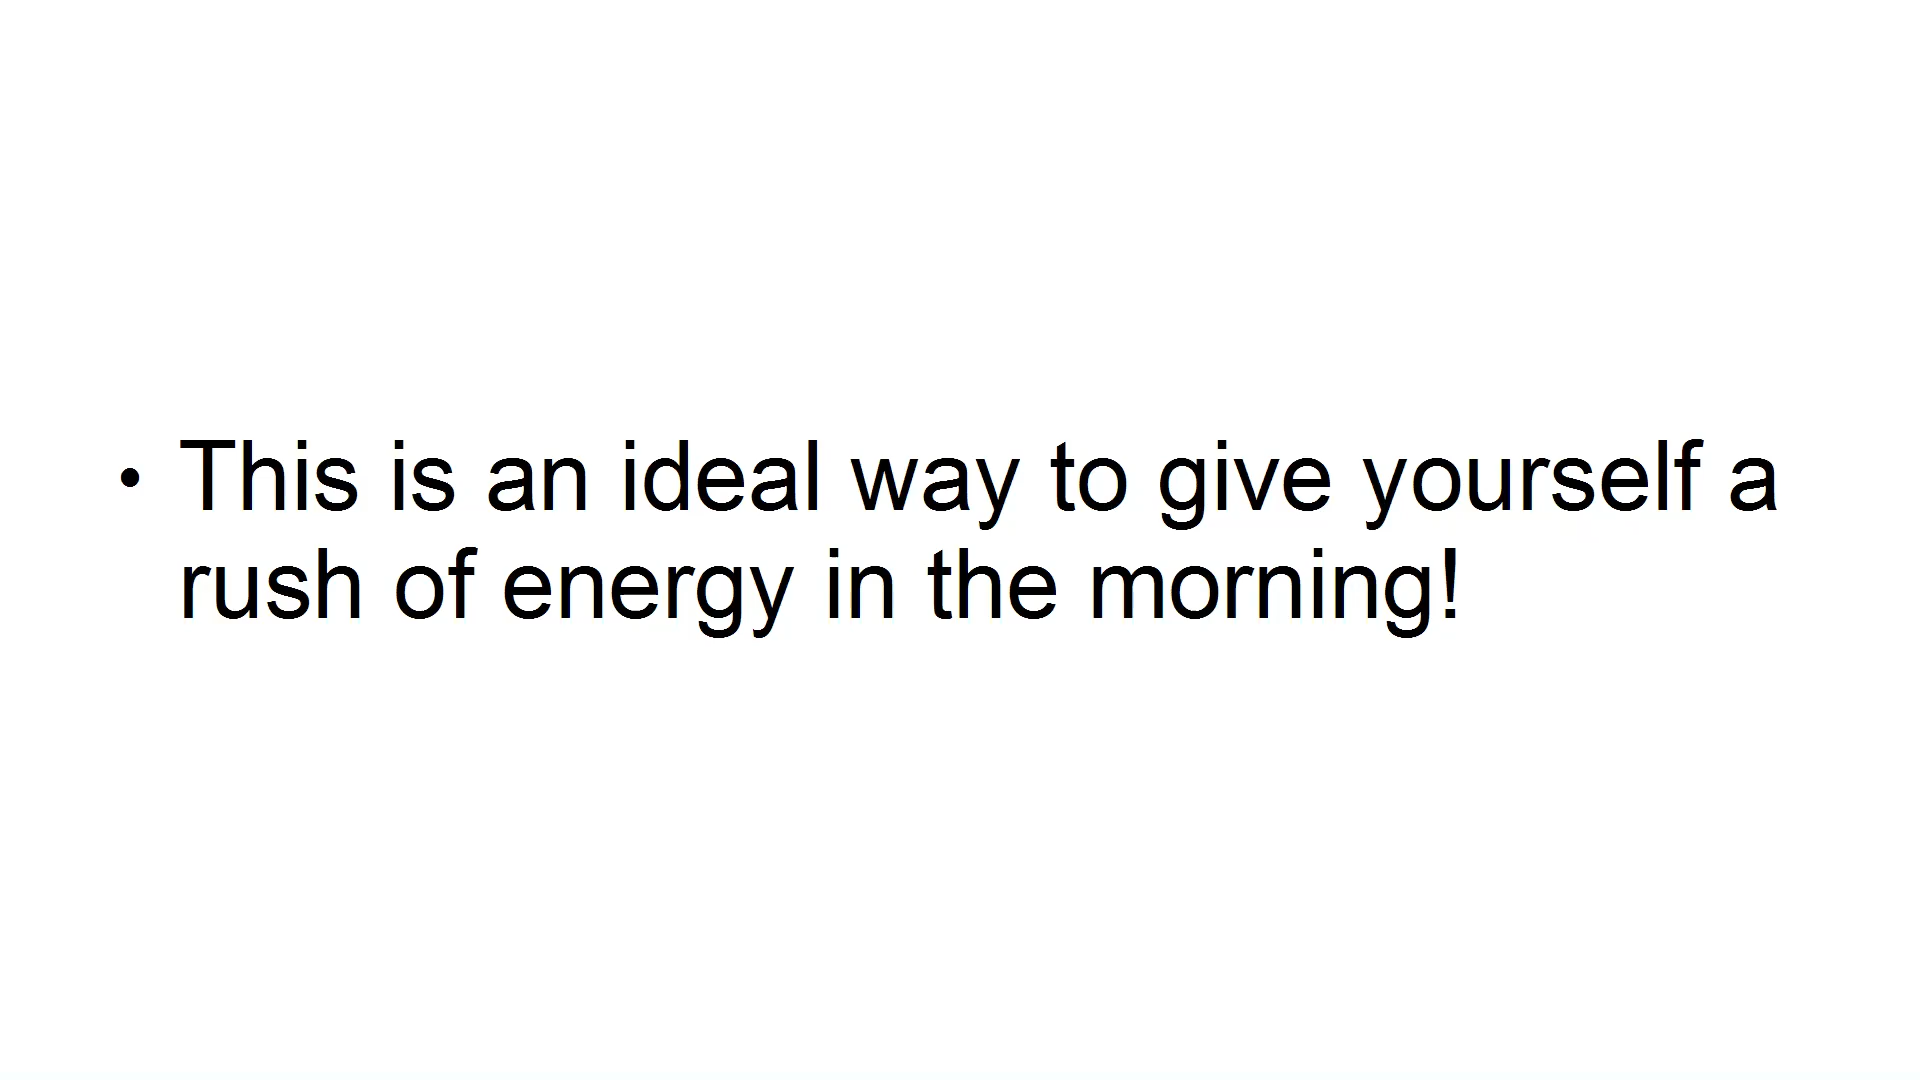 • This is an ideal way to give yourself a
rush of energy in the morning!